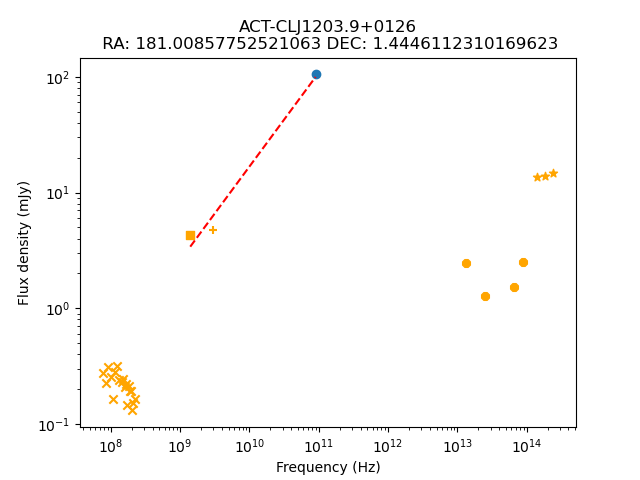 ACT-CLJ1203.9+0126
RA: 181.00857752521063 DEC: 1.4446112310169623
Flux density (mJy)
10²
10¹
10⁰
10⁻¹
10⁸ 10⁹ 10¹⁰ 10¹¹ 10¹² 10¹³ 10¹⁴
Frequency (Hz)